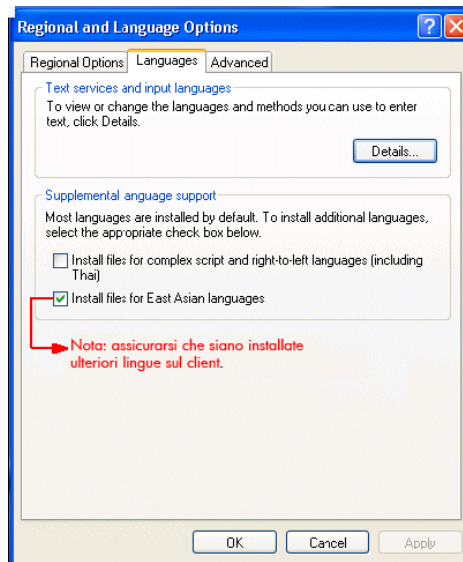 Regional and Language Options
Regional Options Languages Advanced
Text services and input languages
To view or change the languages and methods you can use to enter
text, click Details.
Details...
Supplemental anguage support
Most languages are installed by default. To install additional languages,
select the appropriate check box below.
Install files for complex script and right-to-left languages (including
Thai)
Install files for East Asian languages
Nota: assicurarsi che siano installate
ulteriori lingue sul client.
OK Cancel Apply